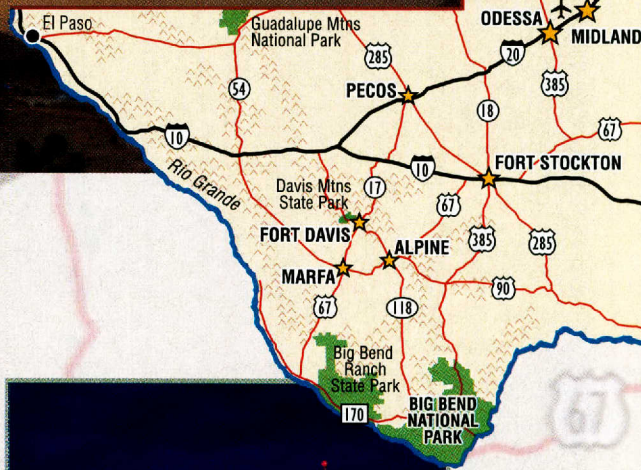 El Paso
Guadalupe Mtns
National Park
ODESSA
MIDLAND
285
20
385
54
PECOS
18
67
10
Rio Grande
10
FORT STOCKTON
Davis Mtns
State Park
17
67
FORT DAVIS
385
285
ALPINE
MARFA
90
67
118
Big Bend
Ranch
State Park
170
BIG BEND
NATIONAL
PARK
67